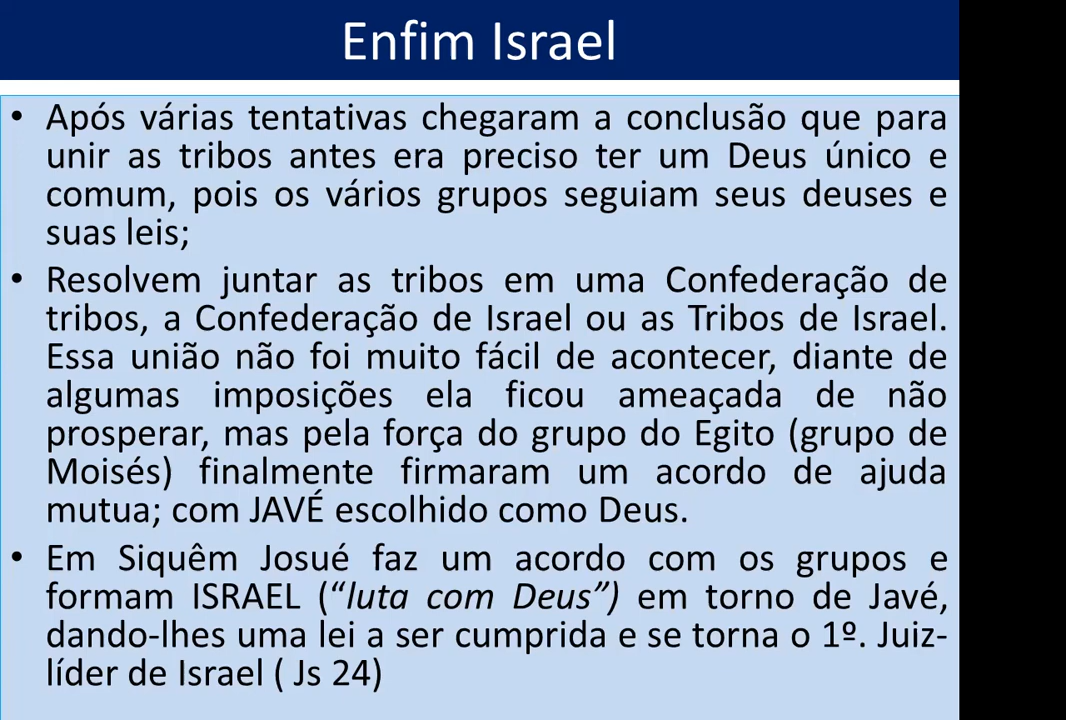 Enfim Israel
• Após várias tentativas chegaram a conclusão que para
unir as tribos antes era preciso ter um Deus único e
comum, pois os vários grupos seguiam seus deuses e
suas leis;
• Resolvem juntar as tribos em uma Confederação de
tribos, a Confederação de Israel ou as Tribos de Israel.
Essa união não foi muito fácil de acontecer, diante de
algumas imposições ela ficou ameaçada de não
prosperar, mas pela força do grupo do Egito (grupo de
Moisés) finalmente firmaram um acordo de ajuda
mutua; com JAVÉ escolhido como Deus.
• Em Siquêm Josué faz um acordo com os grupos e
formam ISRAEL (“luta com Deus”) em torno de Javé,
dando-lhes uma lei a ser cumprida e se torna o 1º. Juiz-
líder de Israel ( Js 24)